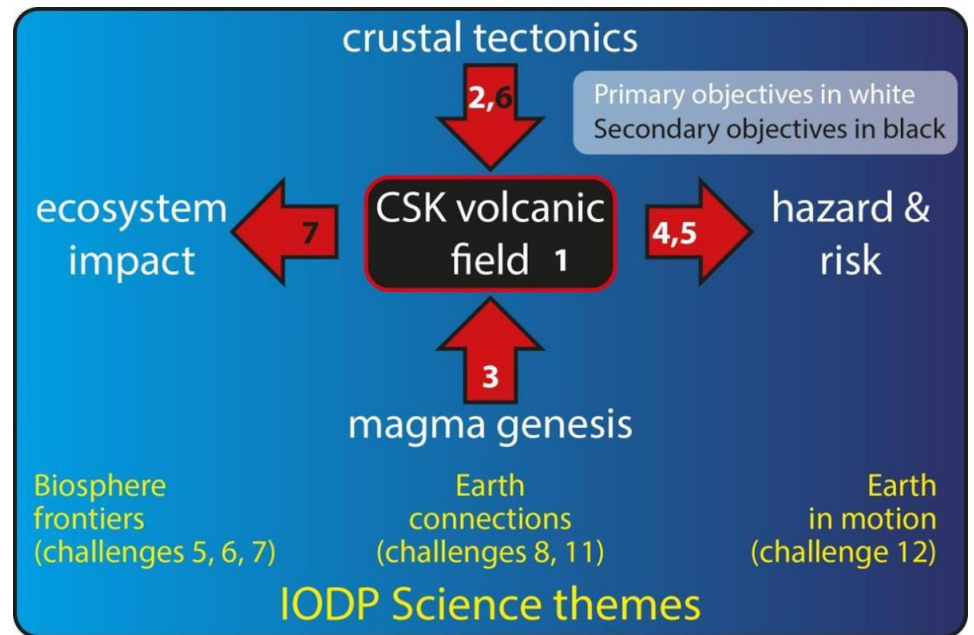 crustal tectonics
2,6
Primary objectives in white
Secondary objectives in black
ecosystem
impact
7
CSK volcanic
field 1
4,5
hazard &
risk
3
magma genesis
Biosphere
frontiers
(challenges 5, 6, 7)
Earth
connections
(challenges 8, 11)
Earth
in motion
(challenge 12)
IODP Science themes